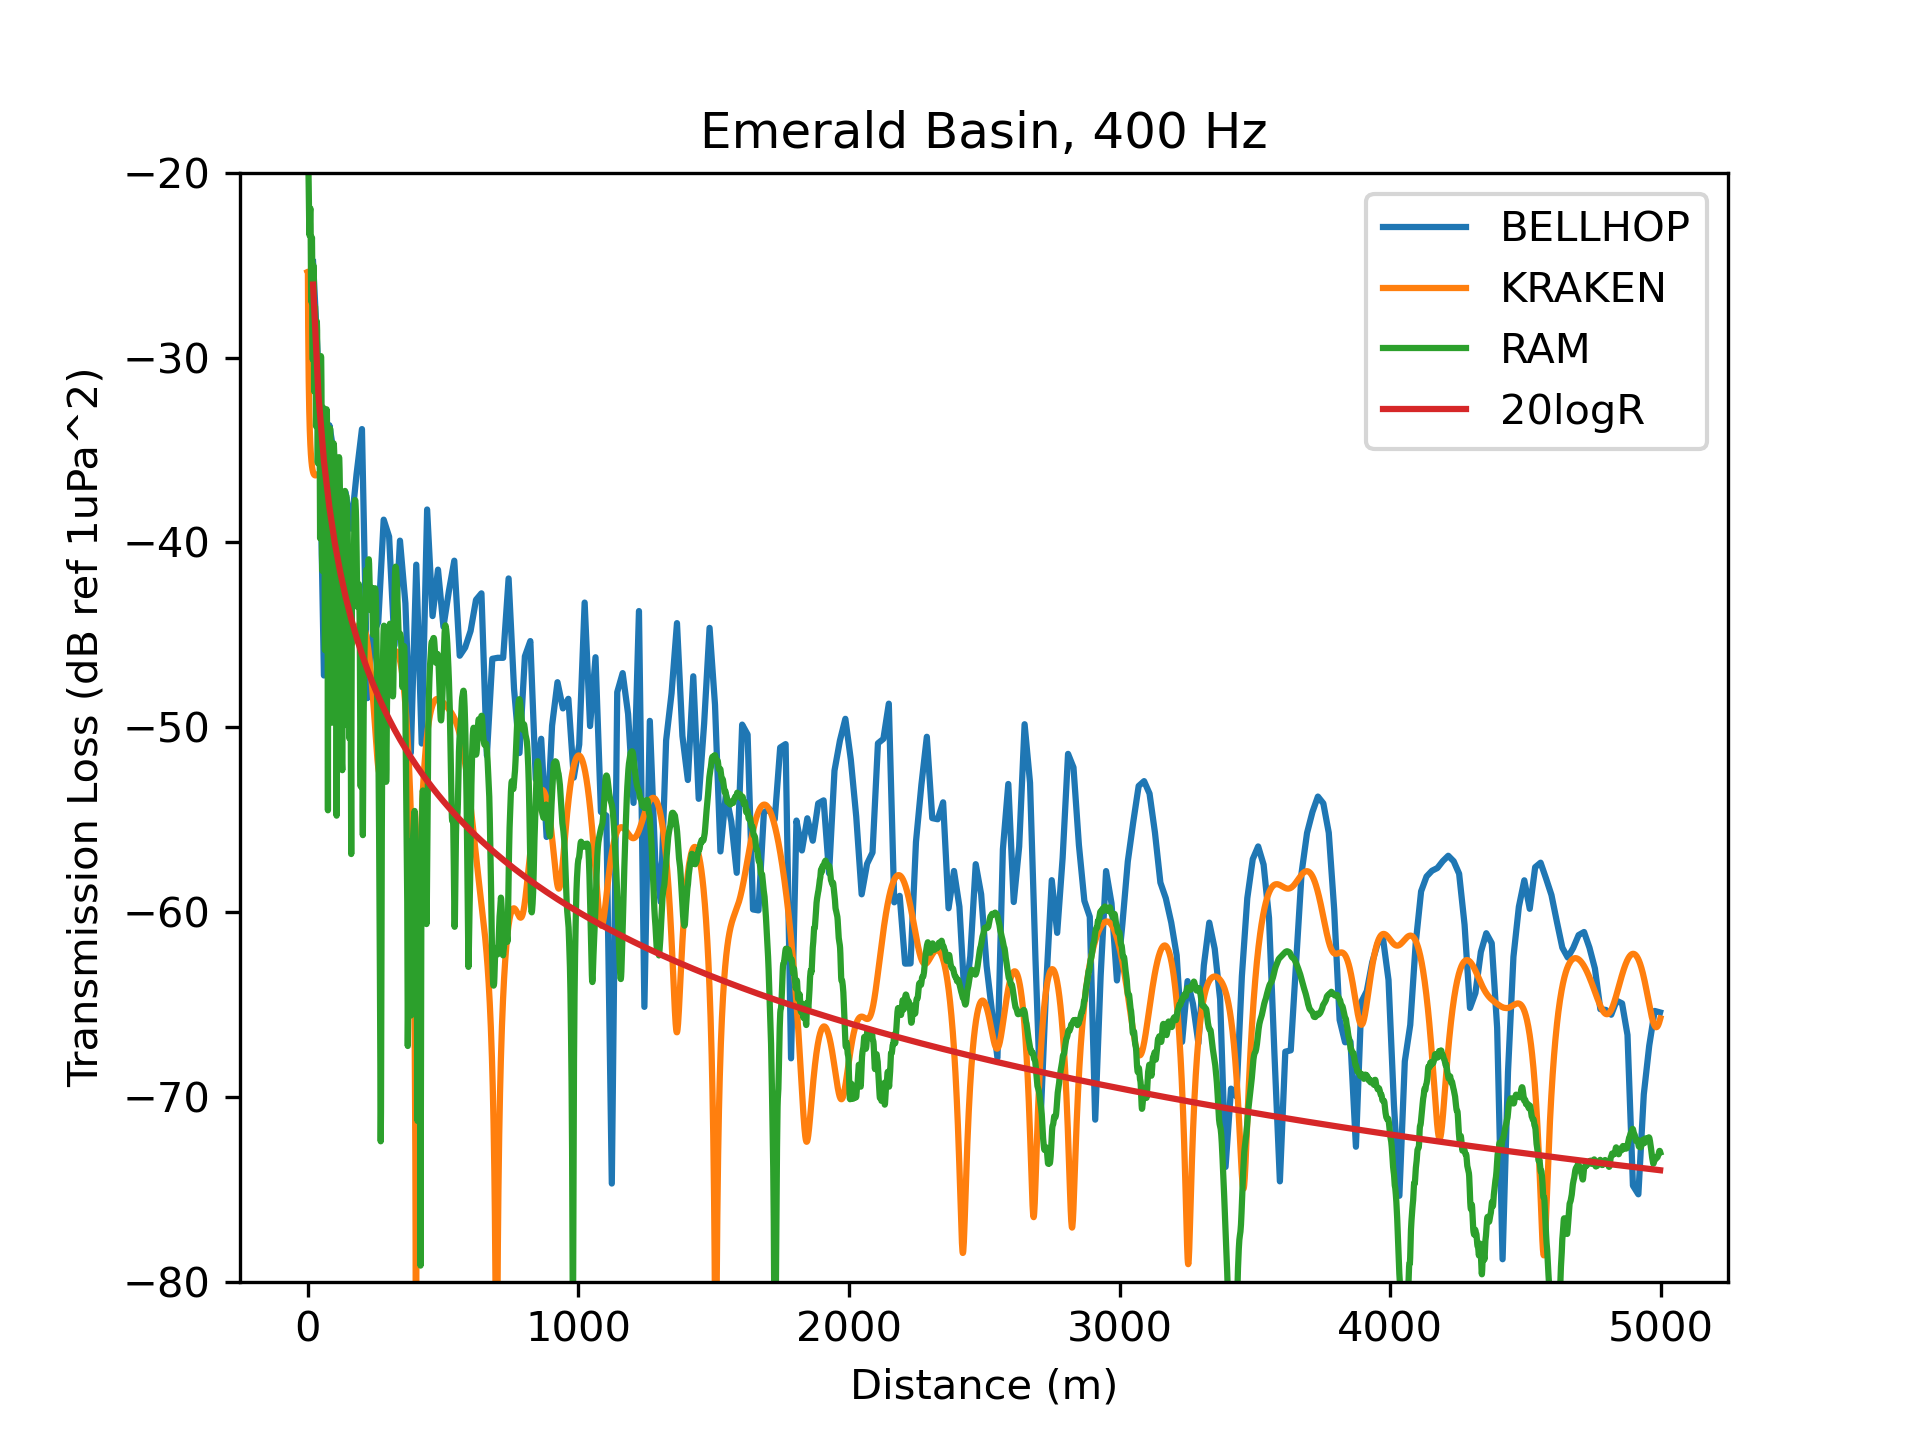 Emerald Basin, 400 Hz
BELLHOP
KRAKEN
RAM
20logR
Transmission Loss (dB ref 1uPa^2)
−20
−30
−40
−50
−60
−70
−80
0 1000 2000 3000 4000 5000
Distance (m)